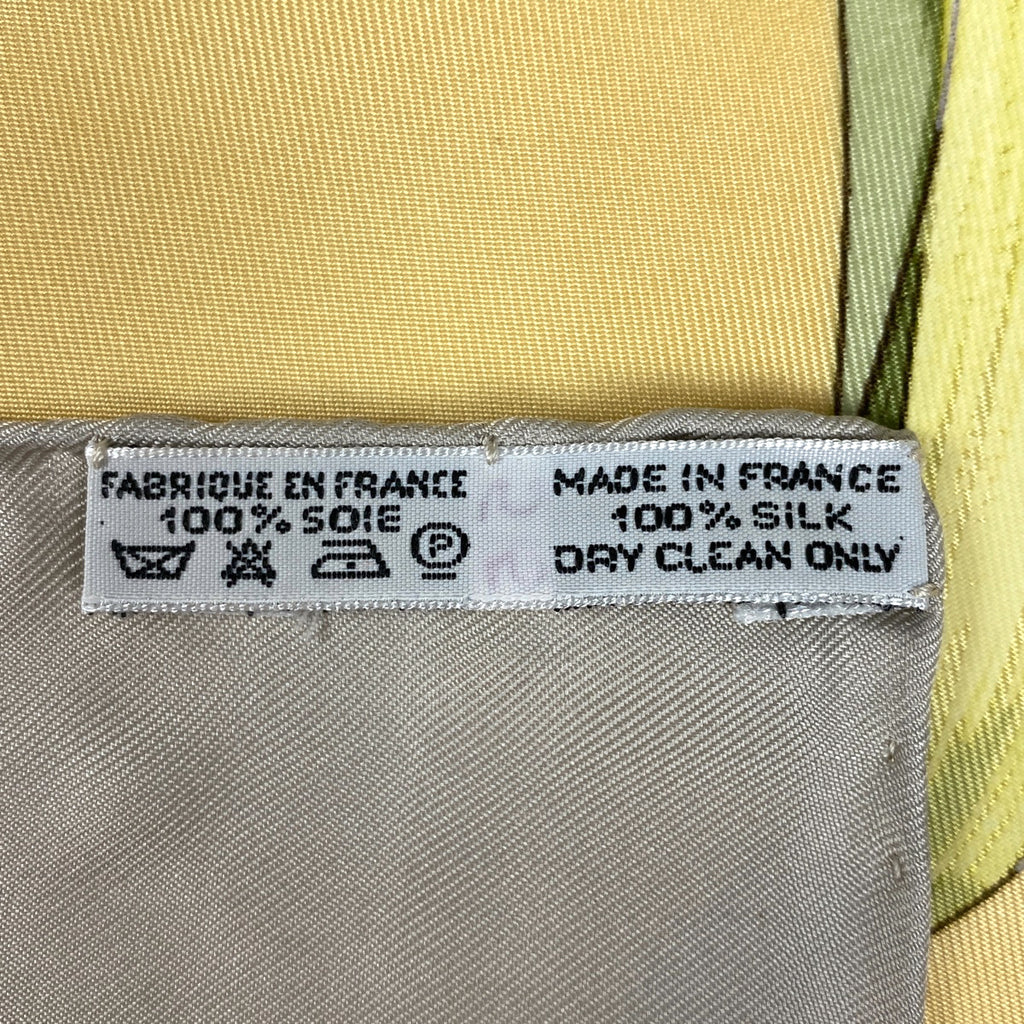 FABRIQUE EN FRANCE
100% SOIE
P
MADE IN FRANCE
100% SILK
DRY CLEAN ONLY